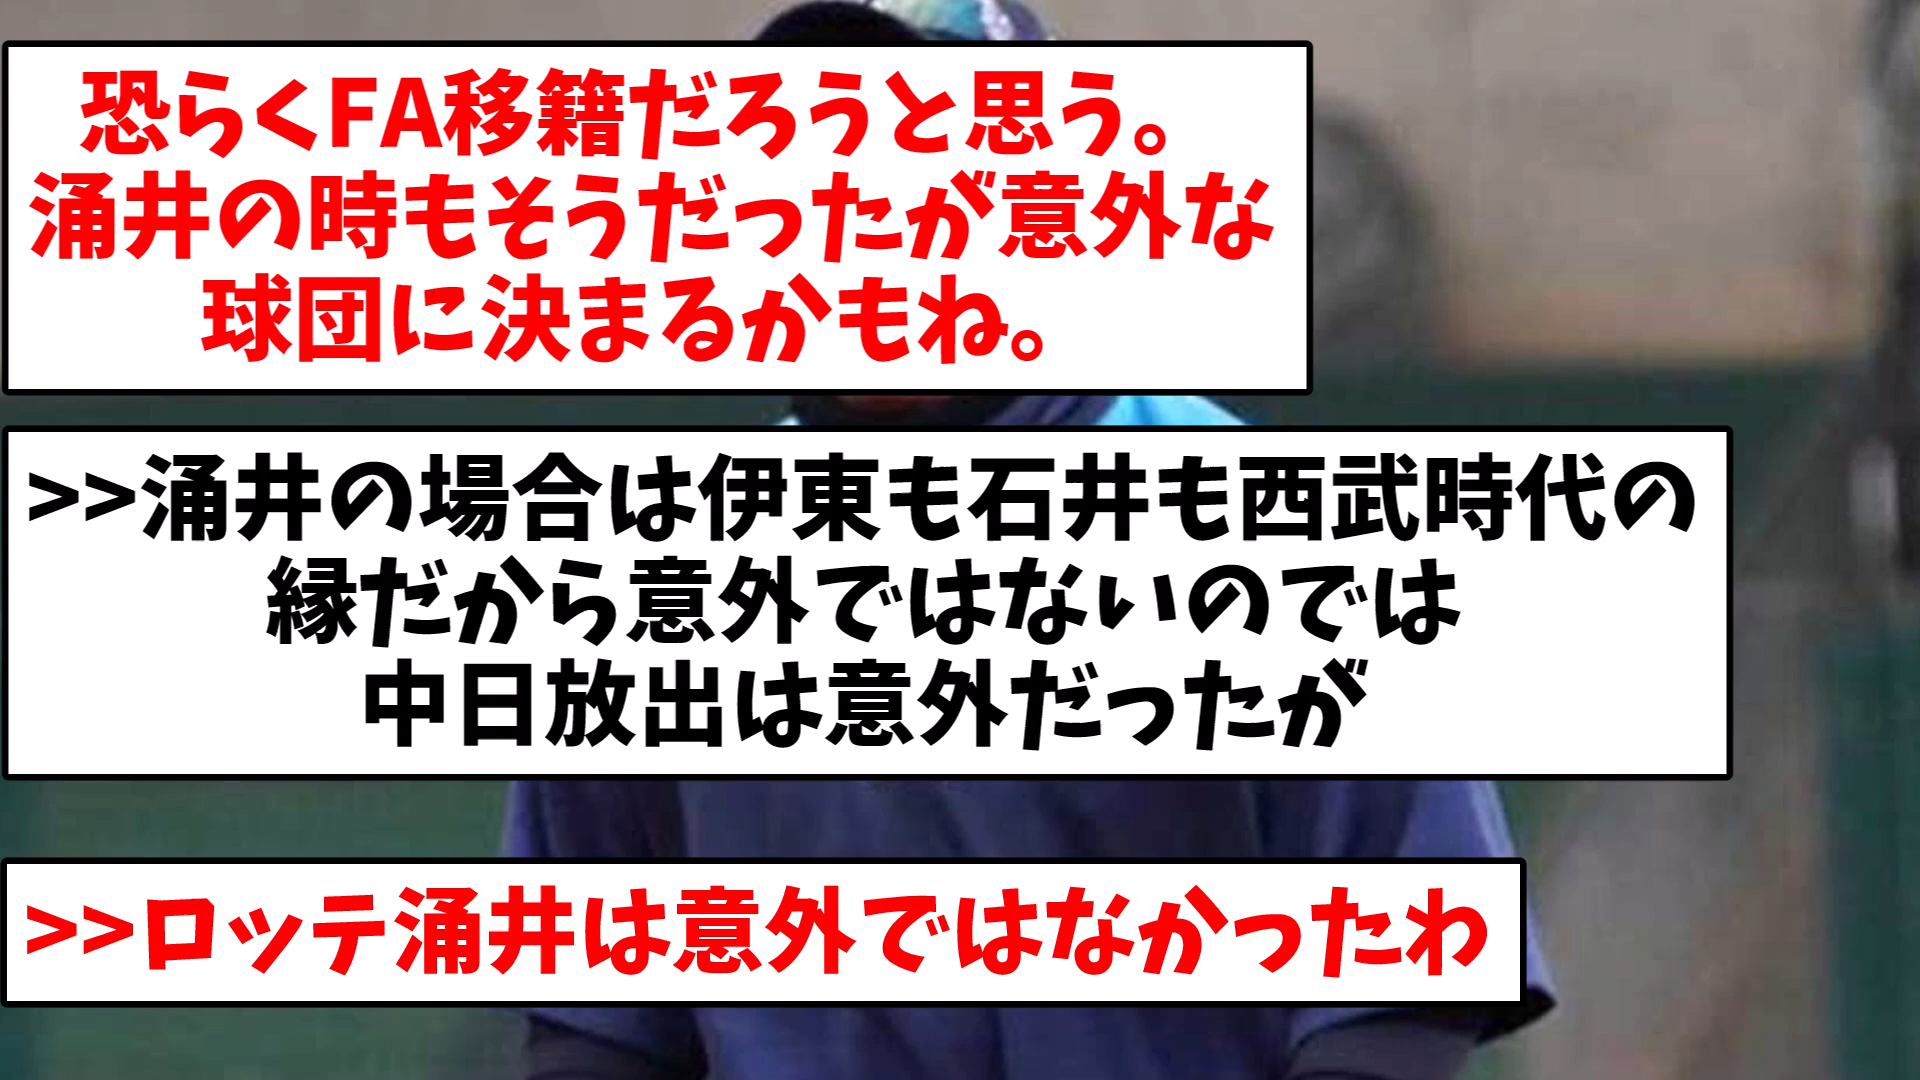 恐らくFA移籍だろうと思う。
涌井の時もそうだったが意外な
球団に決まるかもね。
>>涌井の場合は伊東も石井も西武時代の
縁だから意外ではないのでは
中日放出は意外だったが
>>ロッテ涌井は意外ではなかったわ